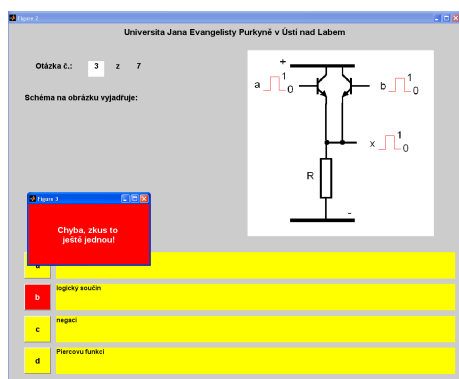 Figure 2
Universita Jana Evangelisty Purkyně v Ústí nad Labem
Otázka č.: 3 z 7
Schéma na obrázku vyjadřuje:
+
a 1 0
b 1 0
x 1 0
R
-
Figure 3
Chyba, zkus to
ještě jednou!
b logický součin
c negaci
d Piercovu funkci